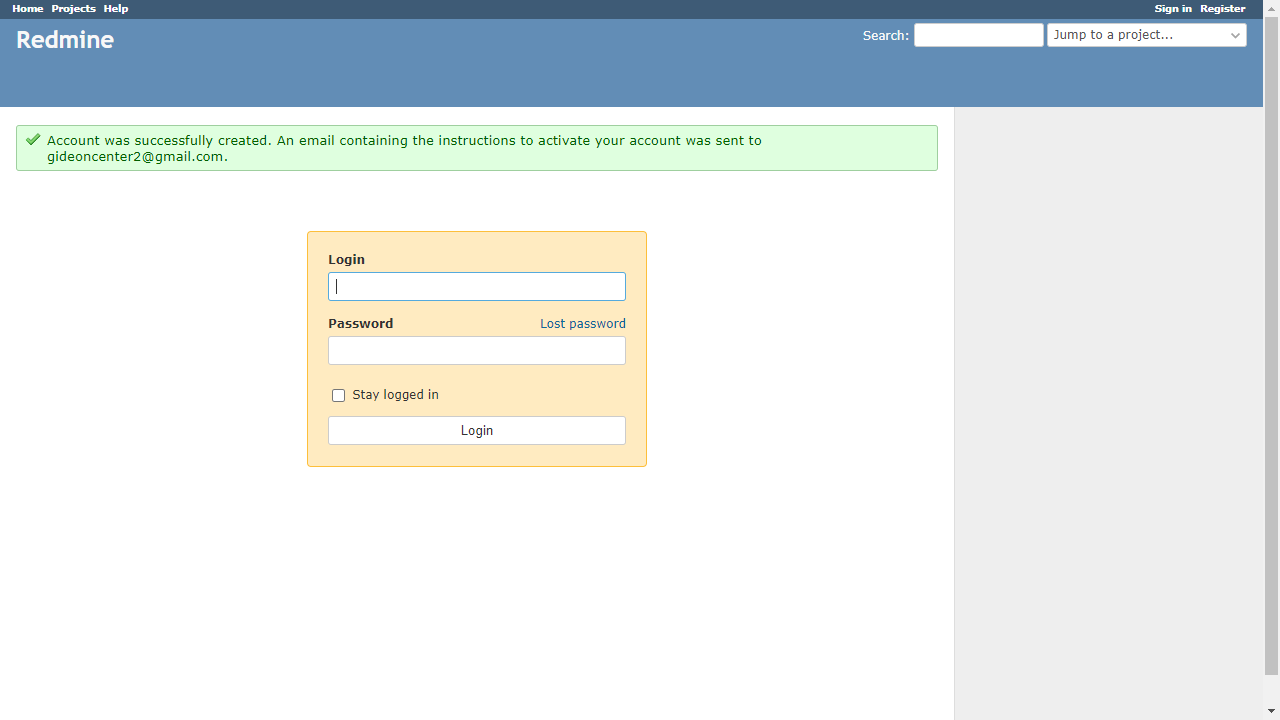 Home Projects Help Sign in Register
Redmine
Search: Jump to a project...
Account was successfully created. An email containing the instructions to activate your account was sent to
gideoncenter2@gmail.com.
Login
Password Lost password
Stay logged in
Login